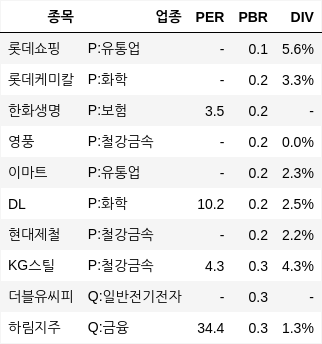 종목 업종 PER PBR DIV
롯데쇼핑 P:유통업 - 0.1 5.6%
롯데케미칼 P:화학 - 0.2 3.3%
한화생명 P:보험 3.5 0.2 -
영풍 P:철강금속 - 0.2 0.0%
이마트 P:유통업 - 0.2 2.3%
DL P:화학 10.2 0.2 2.5%
현대제철 P:철강금속 - 0.2 2.2%
KG스틸 P:철강금속 4.3 0.3 4.3%
더블유씨피 Q:일반전기전자 - 0.3 -
하림지주 Q:금융 34.4 0.3 1.3%